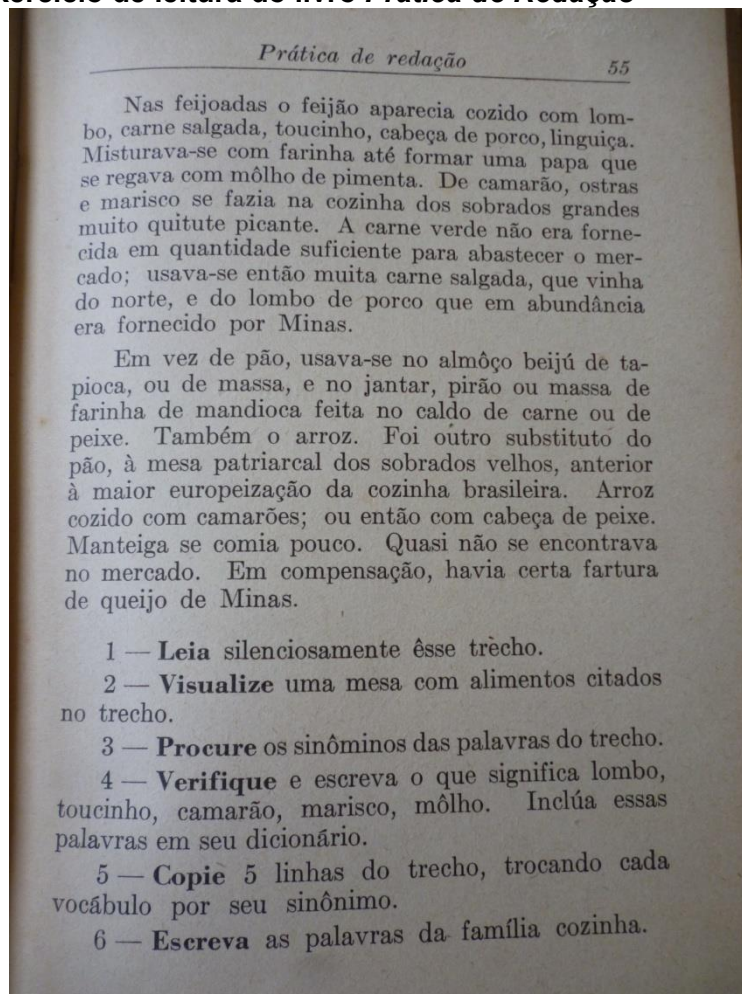 Exercício de leitura do livro Prática de Redação
Prática de redação 55
Nas feijoadas o feijão aparecia cozido com lom-
bo, carne salgada, toucinho, cabeça de porco, linguiça.
Misturava-se com farinha até formar uma papa que
se regava com môlho de pimenta. De camarão, ostras
e marisco se fazia na cozinha dos sobrados grandes
muito quitute picante. A carne verde não era forne-
cida em quantidade suficiente para abastecer o mer-
cado; usava-se então muita carne salgada, que vinha
do norte, e do lombo de porco que em abundância
era fornecido por Minas.
Em vez de pão, usava-se no almôço beijú de ta-
pioca, ou de massa, e no jantar, pirão ou massa de
farinha de mandioca feita no caldo de carne ou de
peixe. Também o arroz. Foi outro substituto do
pão, à mesa patriarcal dos sobrados velhos, anterior
à maior europeização da cozinha brasileira. Arroz
cozido com camarões; ou então com cabeça de peixe.
Manteiga se comia pouco. Quasi não se encontrava
no mercado. Em compensação, havia certa fartura
de queijo de Minas.
1 — Leia silenciosamente êsse trecho.
2 — Visualize uma mesa com alimentos citados
no trecho.
3 — Procure os sinôminos das palavras do trecho.
4 — Verifique e escreva o que significa lombo,
toucinho, camarão, marisco, môlho. Inclúa essas
palavras em seu dicionário.
5 — Copie 5 linhas do trecho, trocando cada
vocábulo por seu sinônimo.
6 — Escreva as palavras da família cozinha.